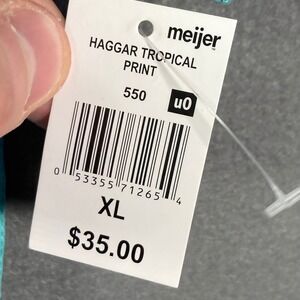 meijer
HAGGAR TROPICAL
PRINT
550 u0
0 53355 71265 4
XL
$35.00